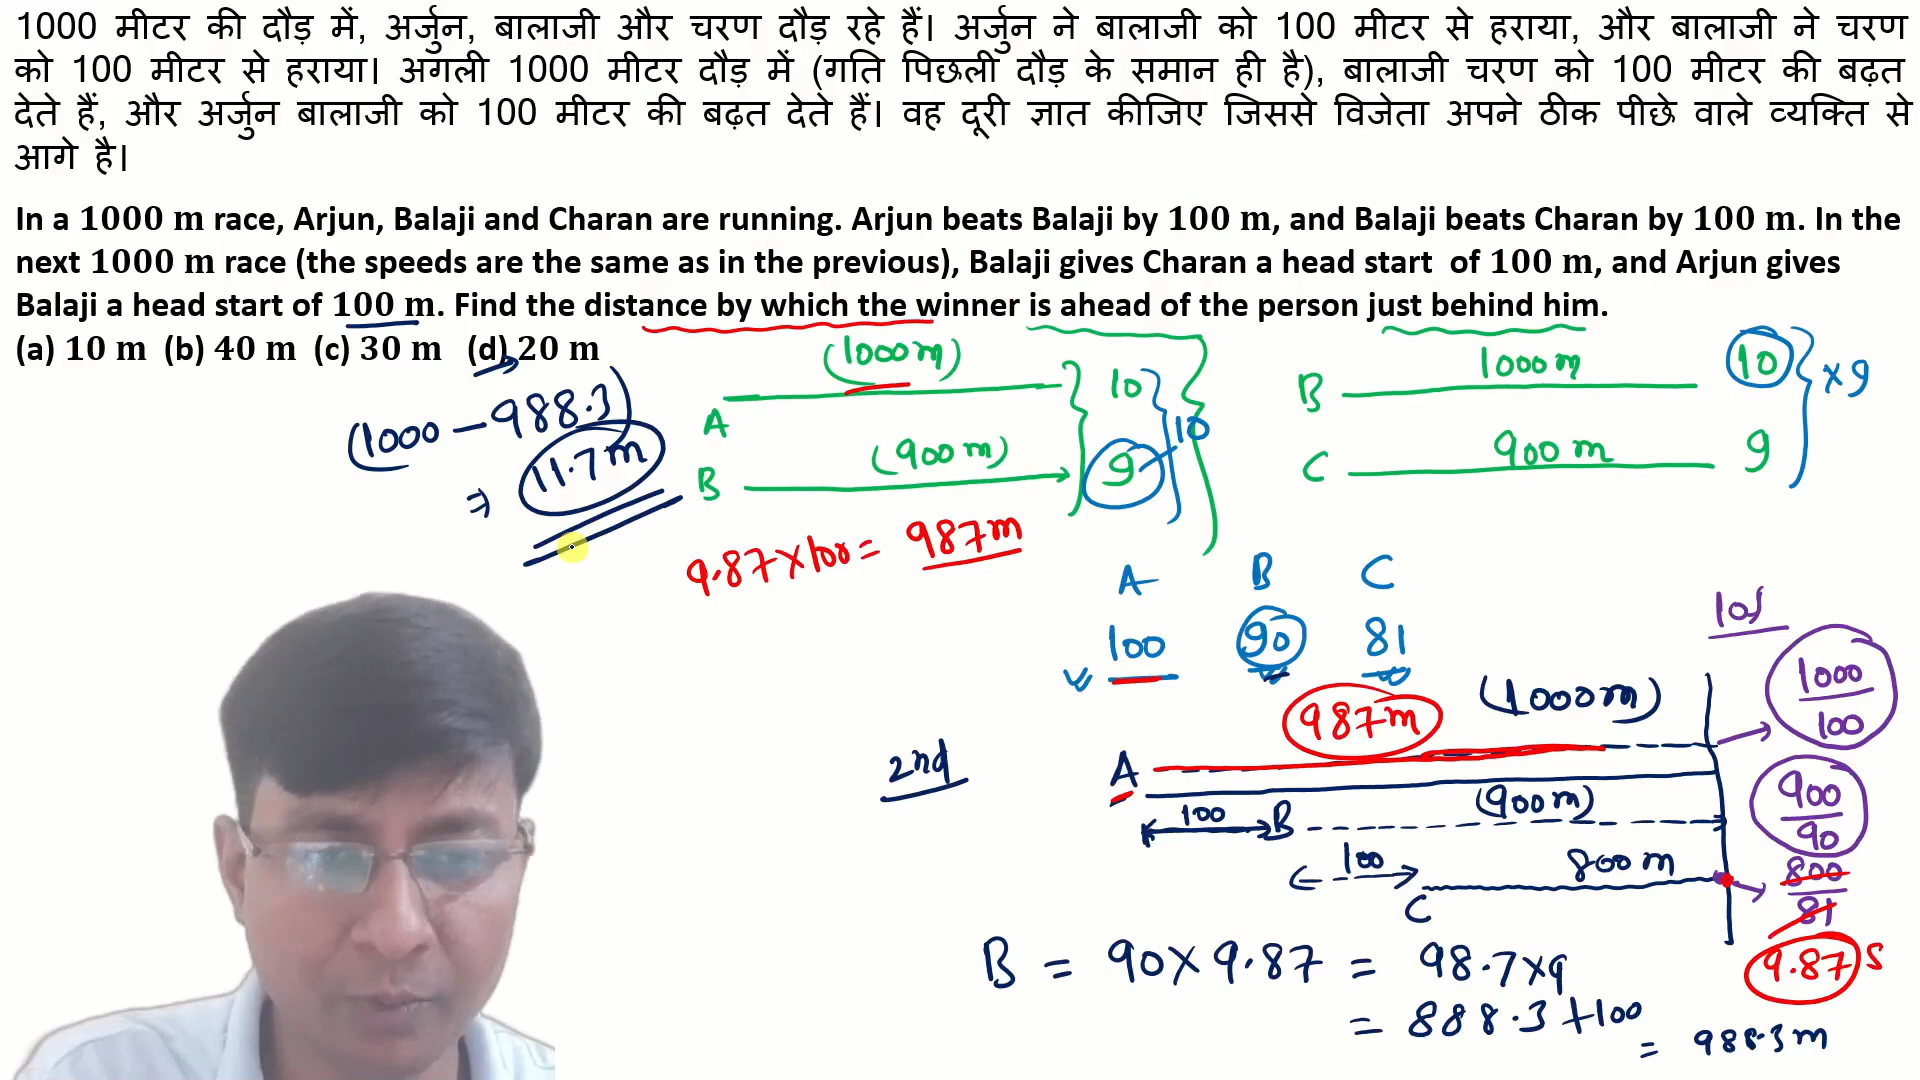 1000 मीटर की दौड़ में, अर्जुन, बालाजी और चरण दौड़ रहे हैं। अर्जुन ने बालाजी को 100 मीटर से हराया, और बालाजी ने चरण
को 100 मीटर से हराया। अगली 1000 मीटर दौड़ में (गति पिछली दौड़ के समान ही है), बालाजी चरण को 100 मीटर की बढ़त
देते हैं, और अर्जुन बालाजी को 100 मीटर की बढ़त देते हैं। वह दूरी ज्ञात कीजिए जिससे विजेता अपने ठीक पीछे वाले व्यक्ति से
आगे है।
In a 1000 m race, Arjun, Balaji and Charan are running. Arjun beats Balaji by 100 m, and Balaji beats Charan by 100 m. In the
next 1000 m race (the speeds are the same as in the previous), Balaji gives Charan a head start of 100 m, and Arjun gives
Balaji a head start of 100 m. Find the distance by which the winner is ahead of the person just behind him.
(a) 10 m (b) 40 m (c) 30 m (d) 20 m
(1000 - 988.3)
⇒ 11.7 m
(1000 m)
A 10
(900 m) 10
B 9
1000 m
B 10 × 9
900 m
C 9
9.87 × 100 = 987 m
A B C
100 90 81
2nd
987 m (1000 m)
A
100 B (900 m)
100 800 m
C
1000/100
900/90
800/81
9.87 s
B = 90 × 9.87 = 98.7 × 9
= 888.3 + 100
= 988.3 m